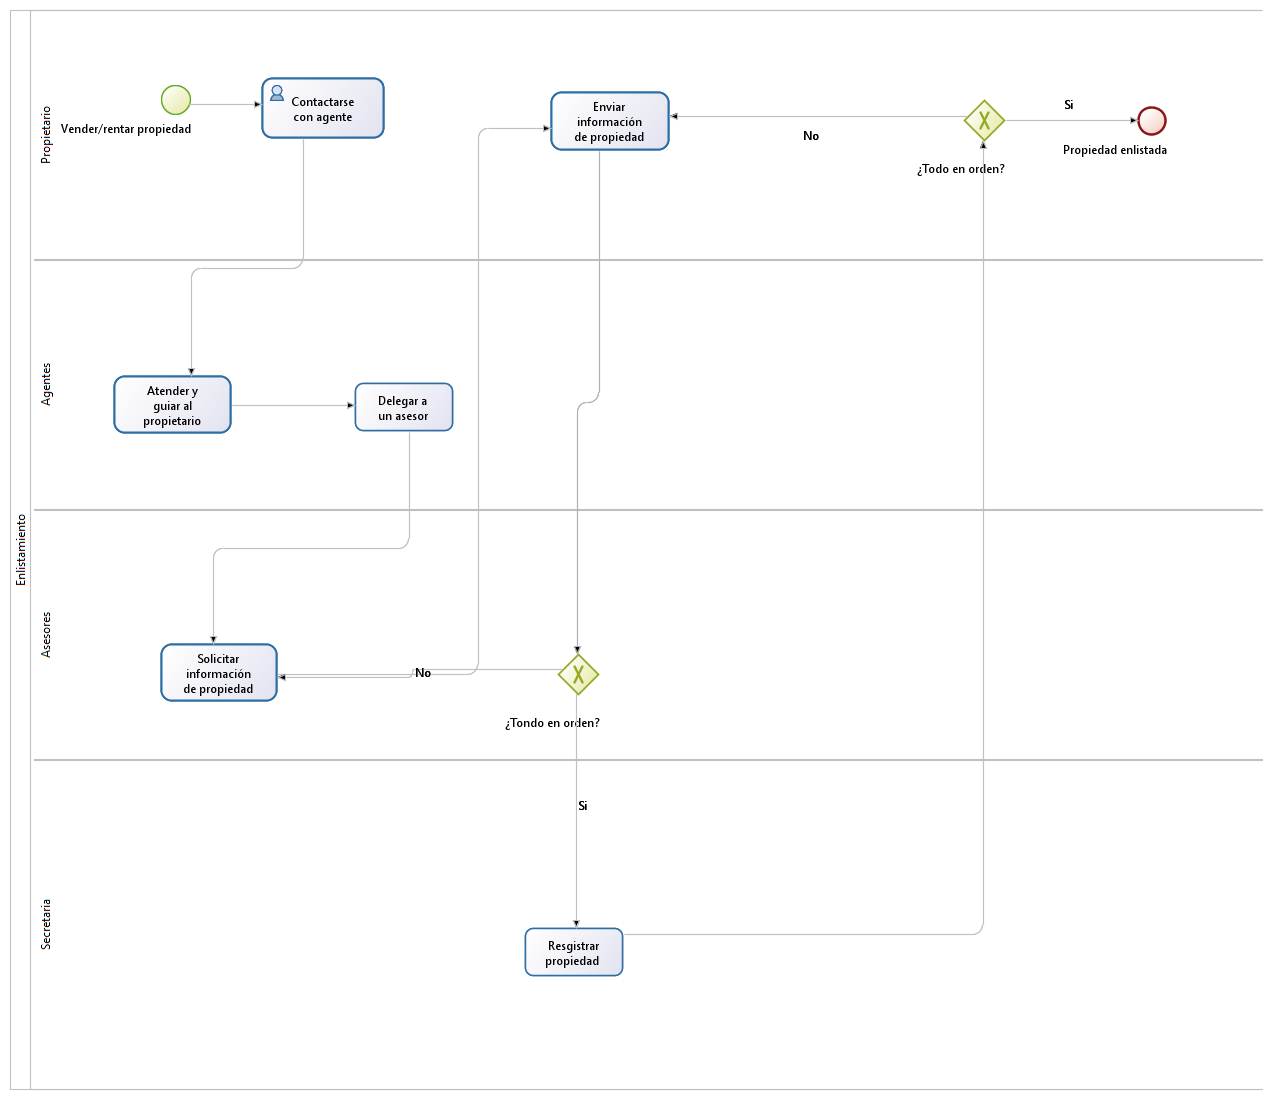 Enlistamiento
Propietario
Vender/rentar propiedad
Contactarse
con agente
Enviar
información
de propiedad
No
¿Todo en orden?
Si
Propiedad enlistada
Agentes
Atender y
guiar al
propietario
Delegar a
un asesor
Asesores
Solicitar
información
de propiedad
No
¿Tondo en orden?
Secretaria
Si
Resgistrar
propiedad